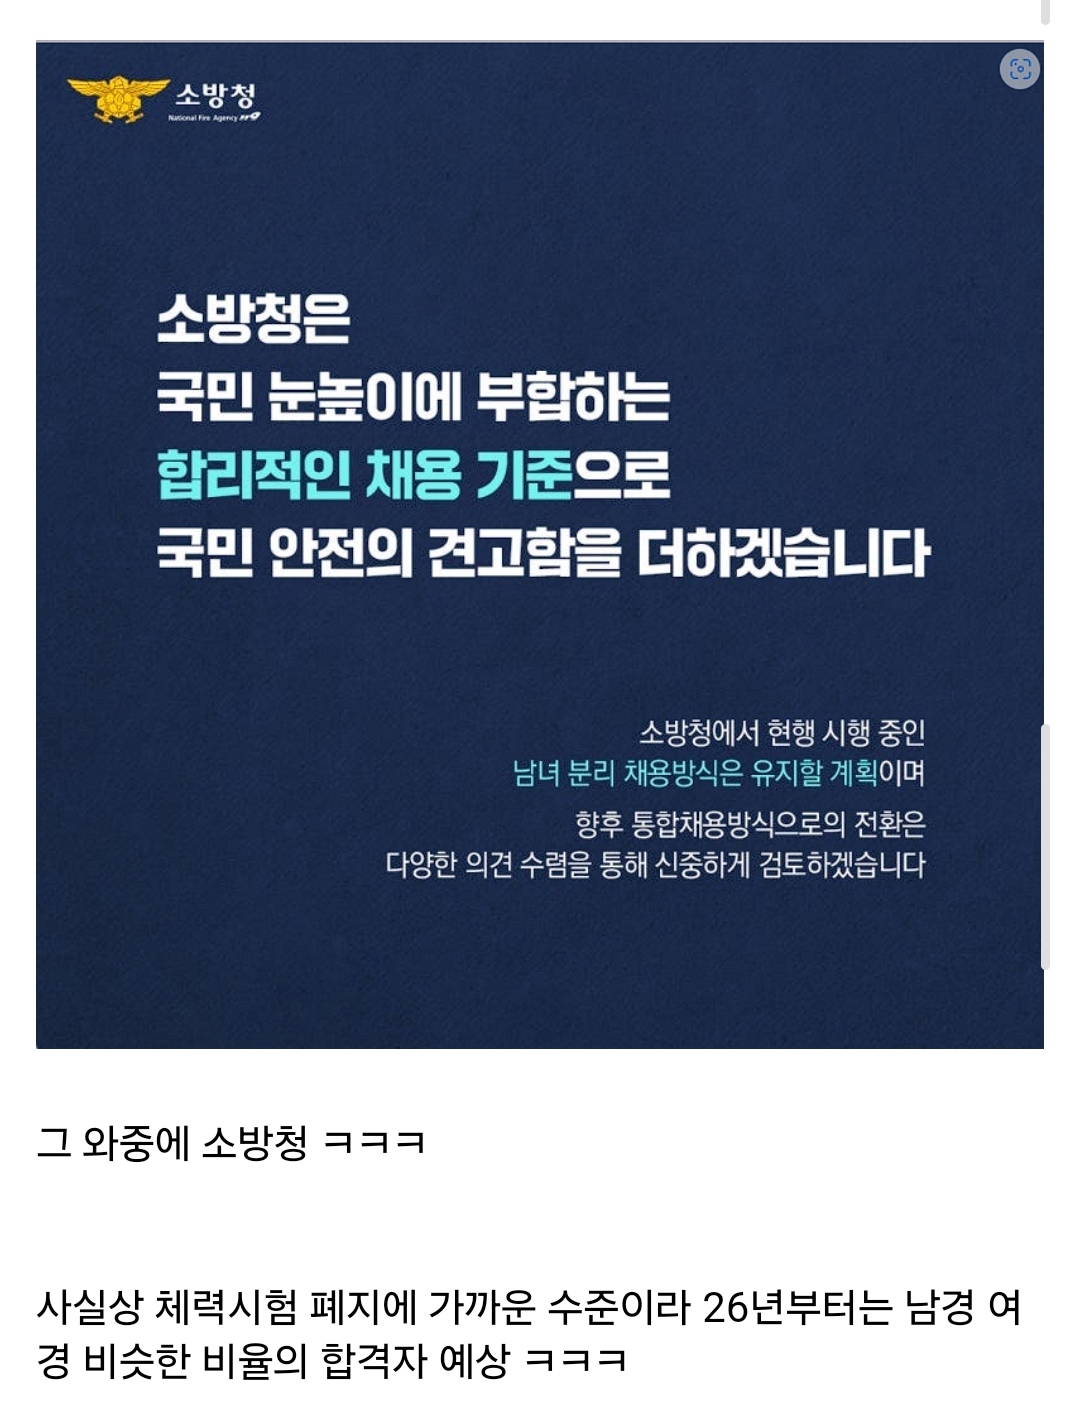 소방청
National Fire Agency 119
소방청은
국민 눈높이에 부합하는
합리적인 채용 기준으로
국민 안전의 견고함을 더하겠습니다
소방청에서 현행 시행 중인
남녀 분리 채용방식은 유지할 계획이며
향후 통합채용방식으로의 전환은
다양한 의견 수렴을 통해 신중하게 검토하겠습니다
그 와중에 소방청 ㅋㅋㅋ
사실상 체력시험 폐지에 가까운 수준이라 26년부터는 남경 여
경 비슷한 비율의 합격자 예상 ㅋㅋㅋ